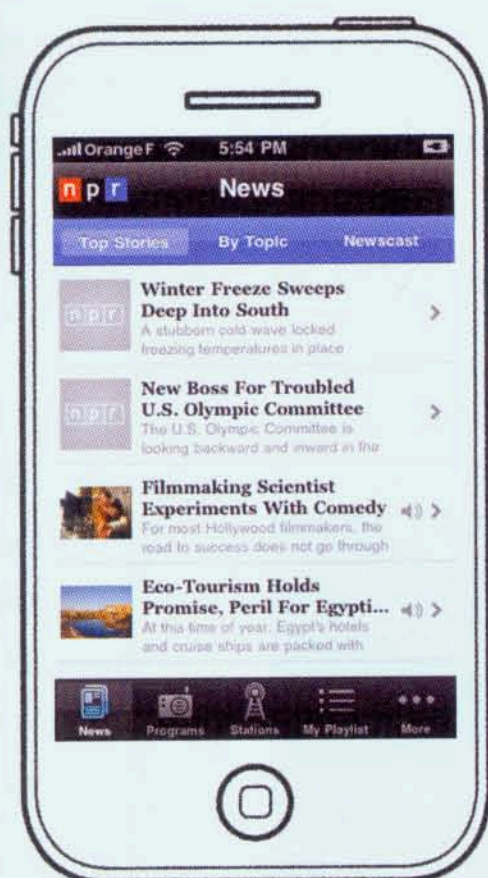 Orange F 5:54 PM
npr News
Top Stories By Topic Newscast
npr
Winter Freeze Sweeps
Deep Into South
A stubborn cold wave locked
freezing temperatures in place
npr
New Boss For Troubled
U.S. Olympic Committee
The U.S. Olympic Committee is
looking backward and inward in the
Filmmaking Scientist
Experiments With Comedy
For most Hollywood filmmakers, the
road to success does not go through
Eco-Tourism Holds
Promise, Peril For Egypti...
At this time of year, Egypt's hotels
and cruise ships are packed with
News Programs Stations My Playlist More